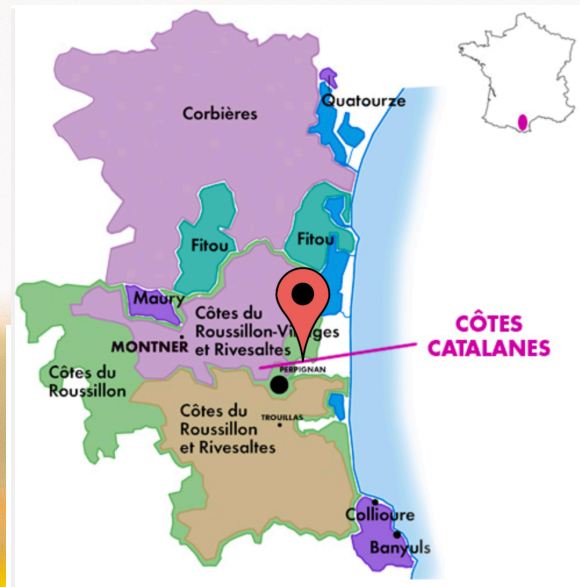 Quatourze
Corbières
Fitou
Fitou
Maury
Côtes du
Roussillon-Villages
et Rivesaltes
MONTNER
CÔTES
CATALANES
PERPIGNAN
Côtes du
Roussillon
Côtes du
Roussillon
et Rivesaltes
TROUILLAS
Collioure
Banyuls